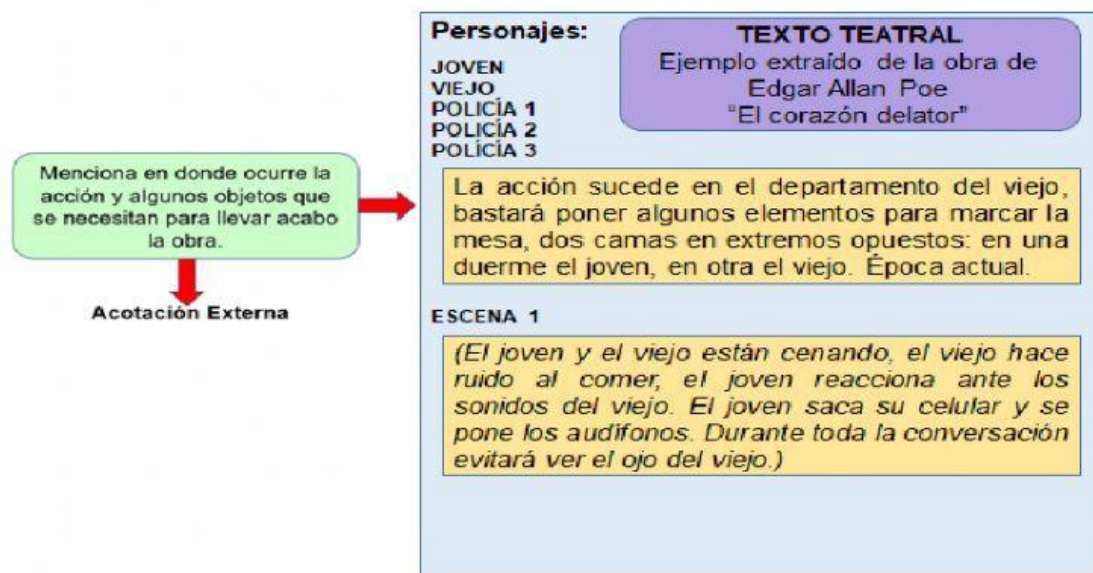 Personajes:
JOVEN
VIEJO
POLICÍA 1
POLICÍA 2
POLÍCÍA 3
TEXTO TEATRAL
Ejemplo extraído de la obra de
Edgar Allan Poe
"El corazón delator"
Menciona en donde ocurre la
acción y algunos objetos que
se necesitan para llevar acabo
la obra.
Acotación Externa
La acción sucede en el departamento del viejo,
bastará poner algunos elementos para marcar la
mesa, dos camas en extremos opuestos: en una
duerme el joven, en otra el viejo. Época actual.
ESCENA 1
(El joven y el viejo están cenando, el viejo hace
ruido al comer, el joven reacciona ante los
sonidos del viejo. El joven saca su celular y se
pone los audífonos. Durante toda la conversación
evitará ver el ojo del viejo.)